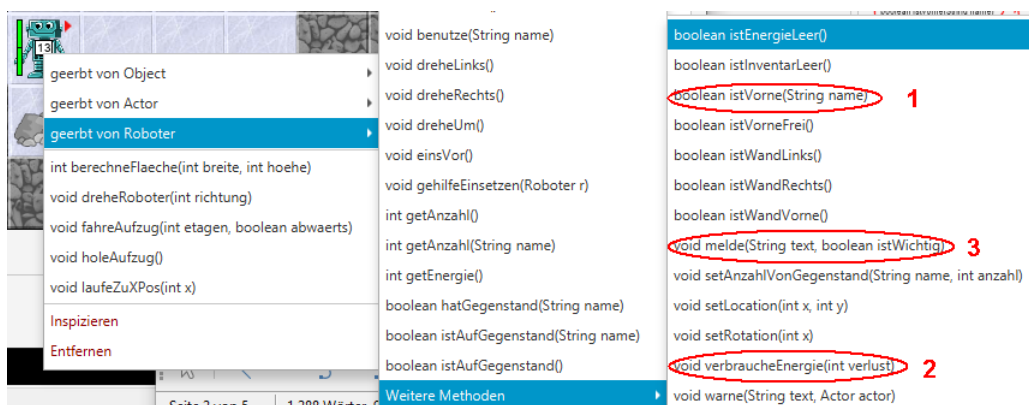 13
geerbt von Object
geerbt von Actor
geerbt von Roboter
int berechneFlaeche(int breite, int hoehe)
void dreheRoboter(int richtung)
void fahreAufzug(int etagen, boolean abwaerts)
void holeAufzug()
void laufeZuXPos(int x)
Inspizieren
Entfernen
void benutze(String name)
void dreheLinks()
void dreheRechts()
void dreheUm()
void einsVor()
void gehilfeEinsetzen(Roboter r)
int getAnzahl()
int getAnzahl(String name)
int getEnergie()
boolean hatGegenstand(String name)
boolean istAufGegenstand(String name)
boolean istAufGegenstand()
Weitere Methoden
boolean istEnergieLeer()
boolean istInventarLeer()
boolean istVorne(String name) 1
boolean istVorneFrei()
boolean istWandLinks()
boolean istWandRechts()
boolean istWandVorne()
void melde(String text, boolean istWichtig) 3
void setAnzahlVonGegenstand(String name, int anzahl)
void setLocation(int x, int y)
void setRotation(int x)
void verbraucheEnergie(int verlust) 2
void warne(String text, Actor actor)